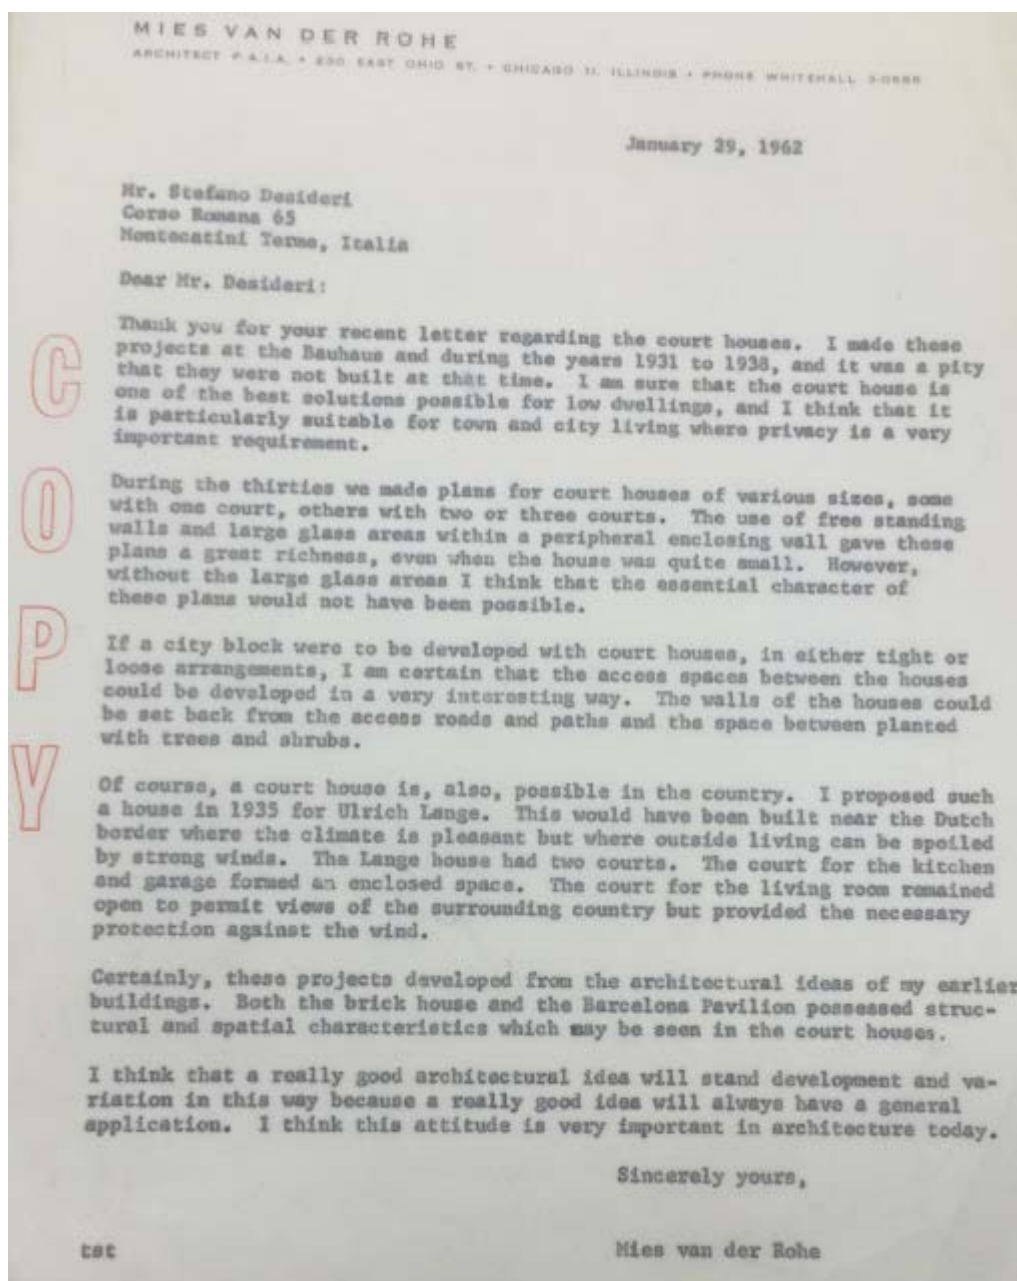 MIES VAN DER ROHE
ARCHITECT F.A.I.A. • 230 EAST OHIO ST. • CHICAGO 11, ILLINOIS • PHONE WHITEHALL
January 29, 1962
Mr. Stefano Desideri
Corso Romana 65
Montecatini Terme, Italia
Dear Mr. Desideri:
Thank you for your recent letter regarding the court houses. I made these
projects at the Bauhaus and during the years 1931 to 1938, and it was a pity
that they were not built at that time. I am sure that the court house is
one of the best solutions possible for low dwellings, and I think that it
is particularly suitable for town and city living where privacy is a very
important requirement.
During the thirties we made plans for court houses of various sizes, some
with one court, others with two or three courts. The use of free standing
walls and large glass areas within a peripheral enclosing wall gave these
plans a great richness, even when the house was quite small. However,
without the large glass areas I think that the essential character of
these plans would not have been possible.
If a city block were to be developed with court houses, in either tight or
loose arrangements, I am certain that the access spaces between the houses
could be developed in a very interesting way. The walls of the houses could
be set back from the access roads and paths and the space between planted
with trees and shrubs.
Of course, a court house is, also, possible in the country. I proposed such
a house in 1935 for Ulrich Lange. This would have been built near the Dutch
border where the climate is pleasant but where outside living can be spoiled
by strong winds. The Lange house had two courts. The court for the kitchen
and garage formed an enclosed space. The court for the living room remained
open to permit views of the surrounding country but provided the necessary
protection against the wind.
Certainly, these projects developed from the architectural ideas of my earlier
buildings. Both the brick house and the Barcelona Pavilion possessed struc-
tural and spatial characteristics which may be seen in the court houses.
I think that a really good architectural idea will stand development and va-
riation in this way because a really good idea will always have a general
application. I think this attitude is very important in architecture today.
Sincerely yours,
tst
Mies van der Rohe
COPY